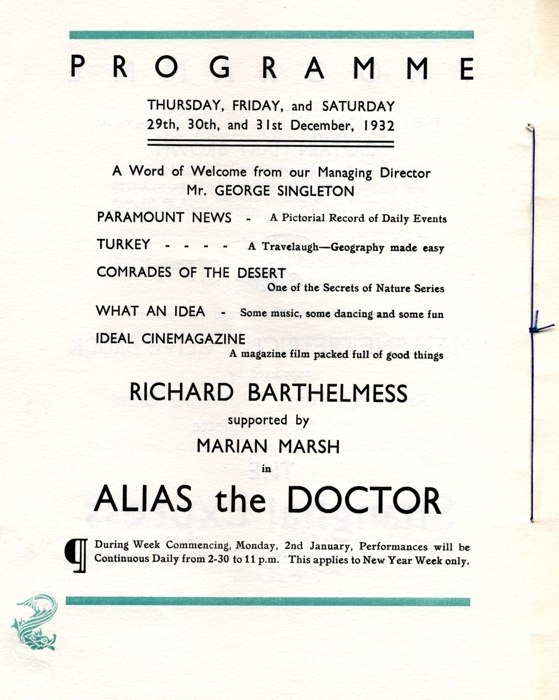 PROGRAMME
THURSDAY, FRIDAY, and SATURDAY
29th, 30th, and 31st December, 1932
A Word of Welcome from our Managing Director
Mr. GEORGE SINGLETON
PARAMOUNT NEWS - A Pictorial Record of Daily Events
TURKEY - - - - A Travelaugh—Geography made easy
COMRADES OF THE DESERT
One of the Secrets of Nature Series
WHAT AN IDEA - Some music, some dancing and some fun
IDEAL CINEMAGAZINE
A magazine film packed full of good things
RICHARD BARTHELMESS
supported by
MARIAN MARSH
in
ALIAS the DOCTOR
¶ During Week Commencing, Monday, 2nd January, Performances will be
Continuous Daily from 2-30 to 11 p.m. This applies to New Year Week only.